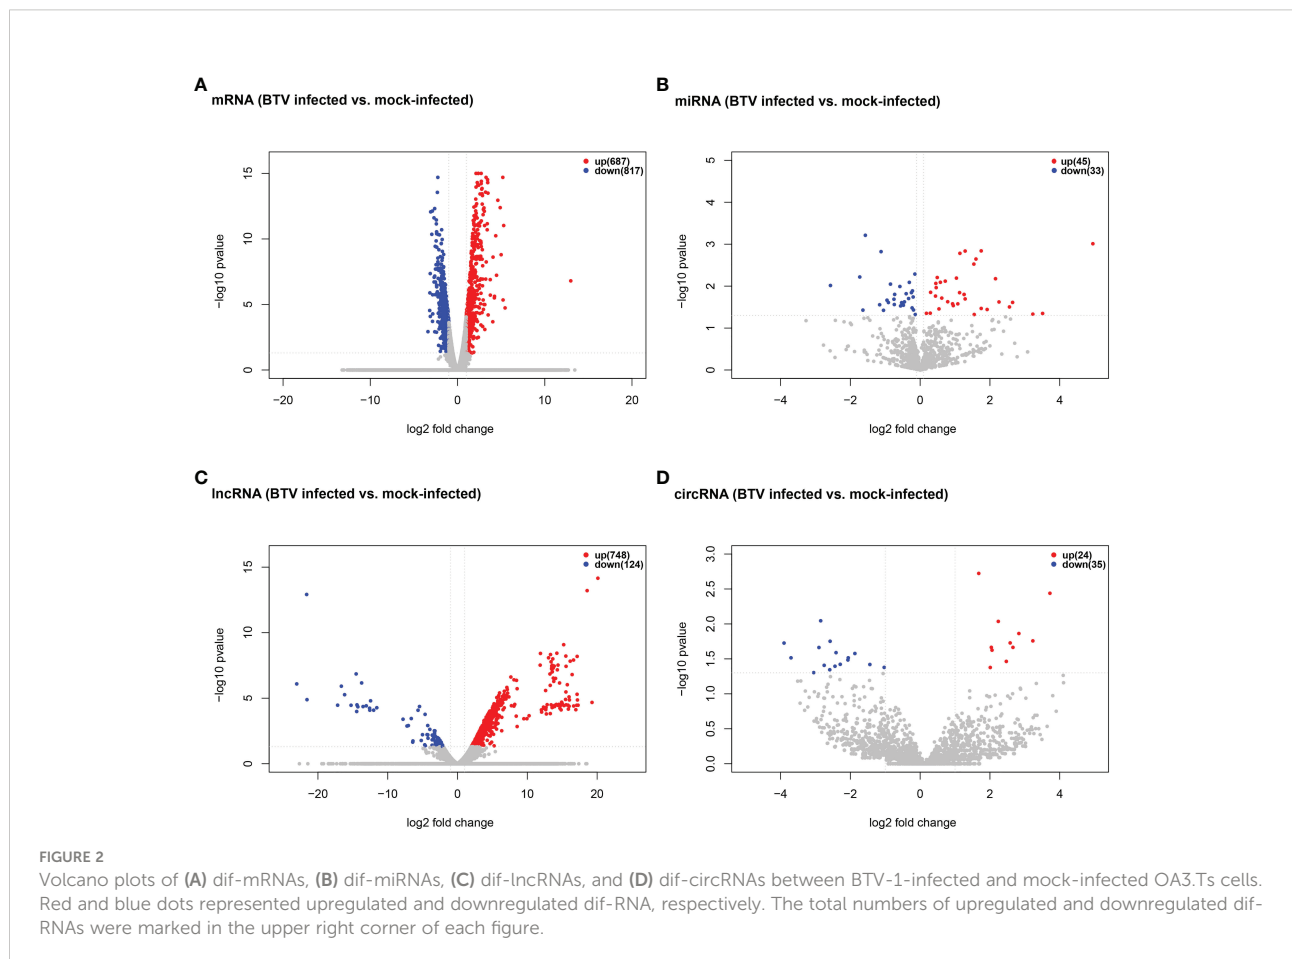 A
mRNA (BTV infected vs. mock-infected)
up(687)
down(817)
15
10
5
0
−log10 pvalue
−20 −10 0 10 20
log2 fold change
B
miRNA (BTV infected vs. mock-infected)
up(45)
down(33)
5
4
3
2
1
0
−log10 pvalue
−4 −2 0 2 4
log2 fold change
C
lncRNA (BTV infected vs. mock-infected)
up(748)
down(124)
15
10
5
0
−log10 pvalue
−20 −10 0 10 20
log2 fold change
D
circRNA (BTV infected vs. mock-infected)
up(24)
down(35)
3.0
2.5
2.0
1.5
1.0
0.5
0.0
−log10 pvalue
−4 −2 0 2 4
log2 fold change
FIGURE 2
Volcano plots of (A) dif-mRNAs, (B) dif-miRNAs, (C) dif-lncRNAs, and (D) dif-circRNAs between BTV-1-infected and mock-infected OA3.Ts cells.
Red and blue dots represented upregulated and downregulated dif-RNA, respectively. The total numbers of upregulated and downregulated dif-
RNAs were marked in the upper right corner of each figure.